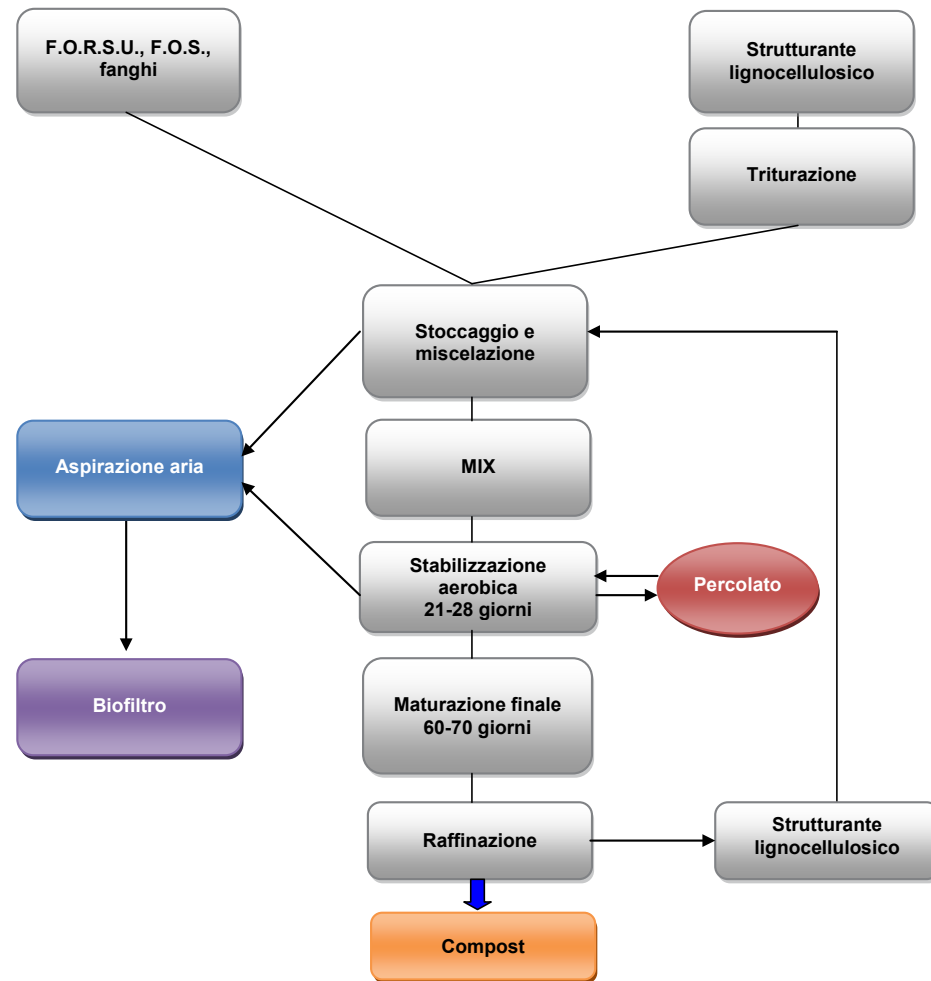 F.O.R.S.U., F.O.S.,
fanghi
Strutturante
lignocellulosico
Triturazione
Stoccaggio e
miscelazione
Aspirazione aria
MIX
Stabilizzazione
aerobica
21-28 giorni
Percolato
Biofiltro
Maturazione finale
60-70 giorni
Raffinazione
Strutturante
lignocellulosico
Compost